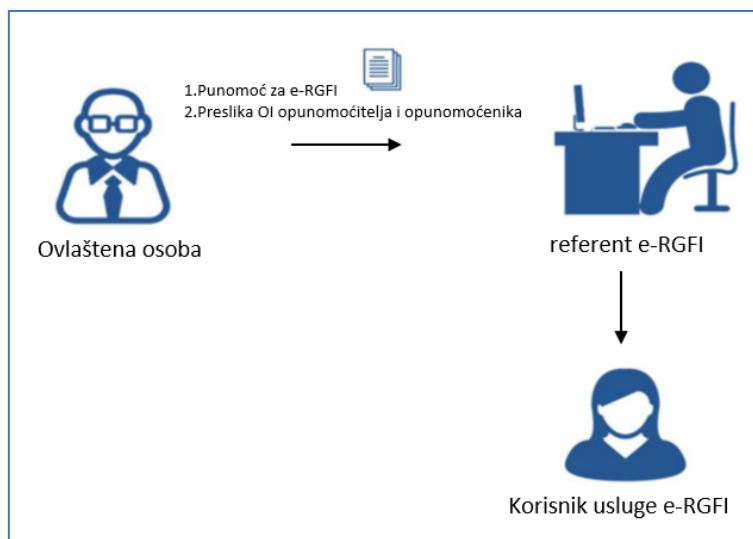 1.Punomoć za e-RGFI
2.Preslika OI opunomoćitelja i opunomoćenika
Ovlaštena osoba
referent e-RGFI
Korisnik usluge e-RGFI